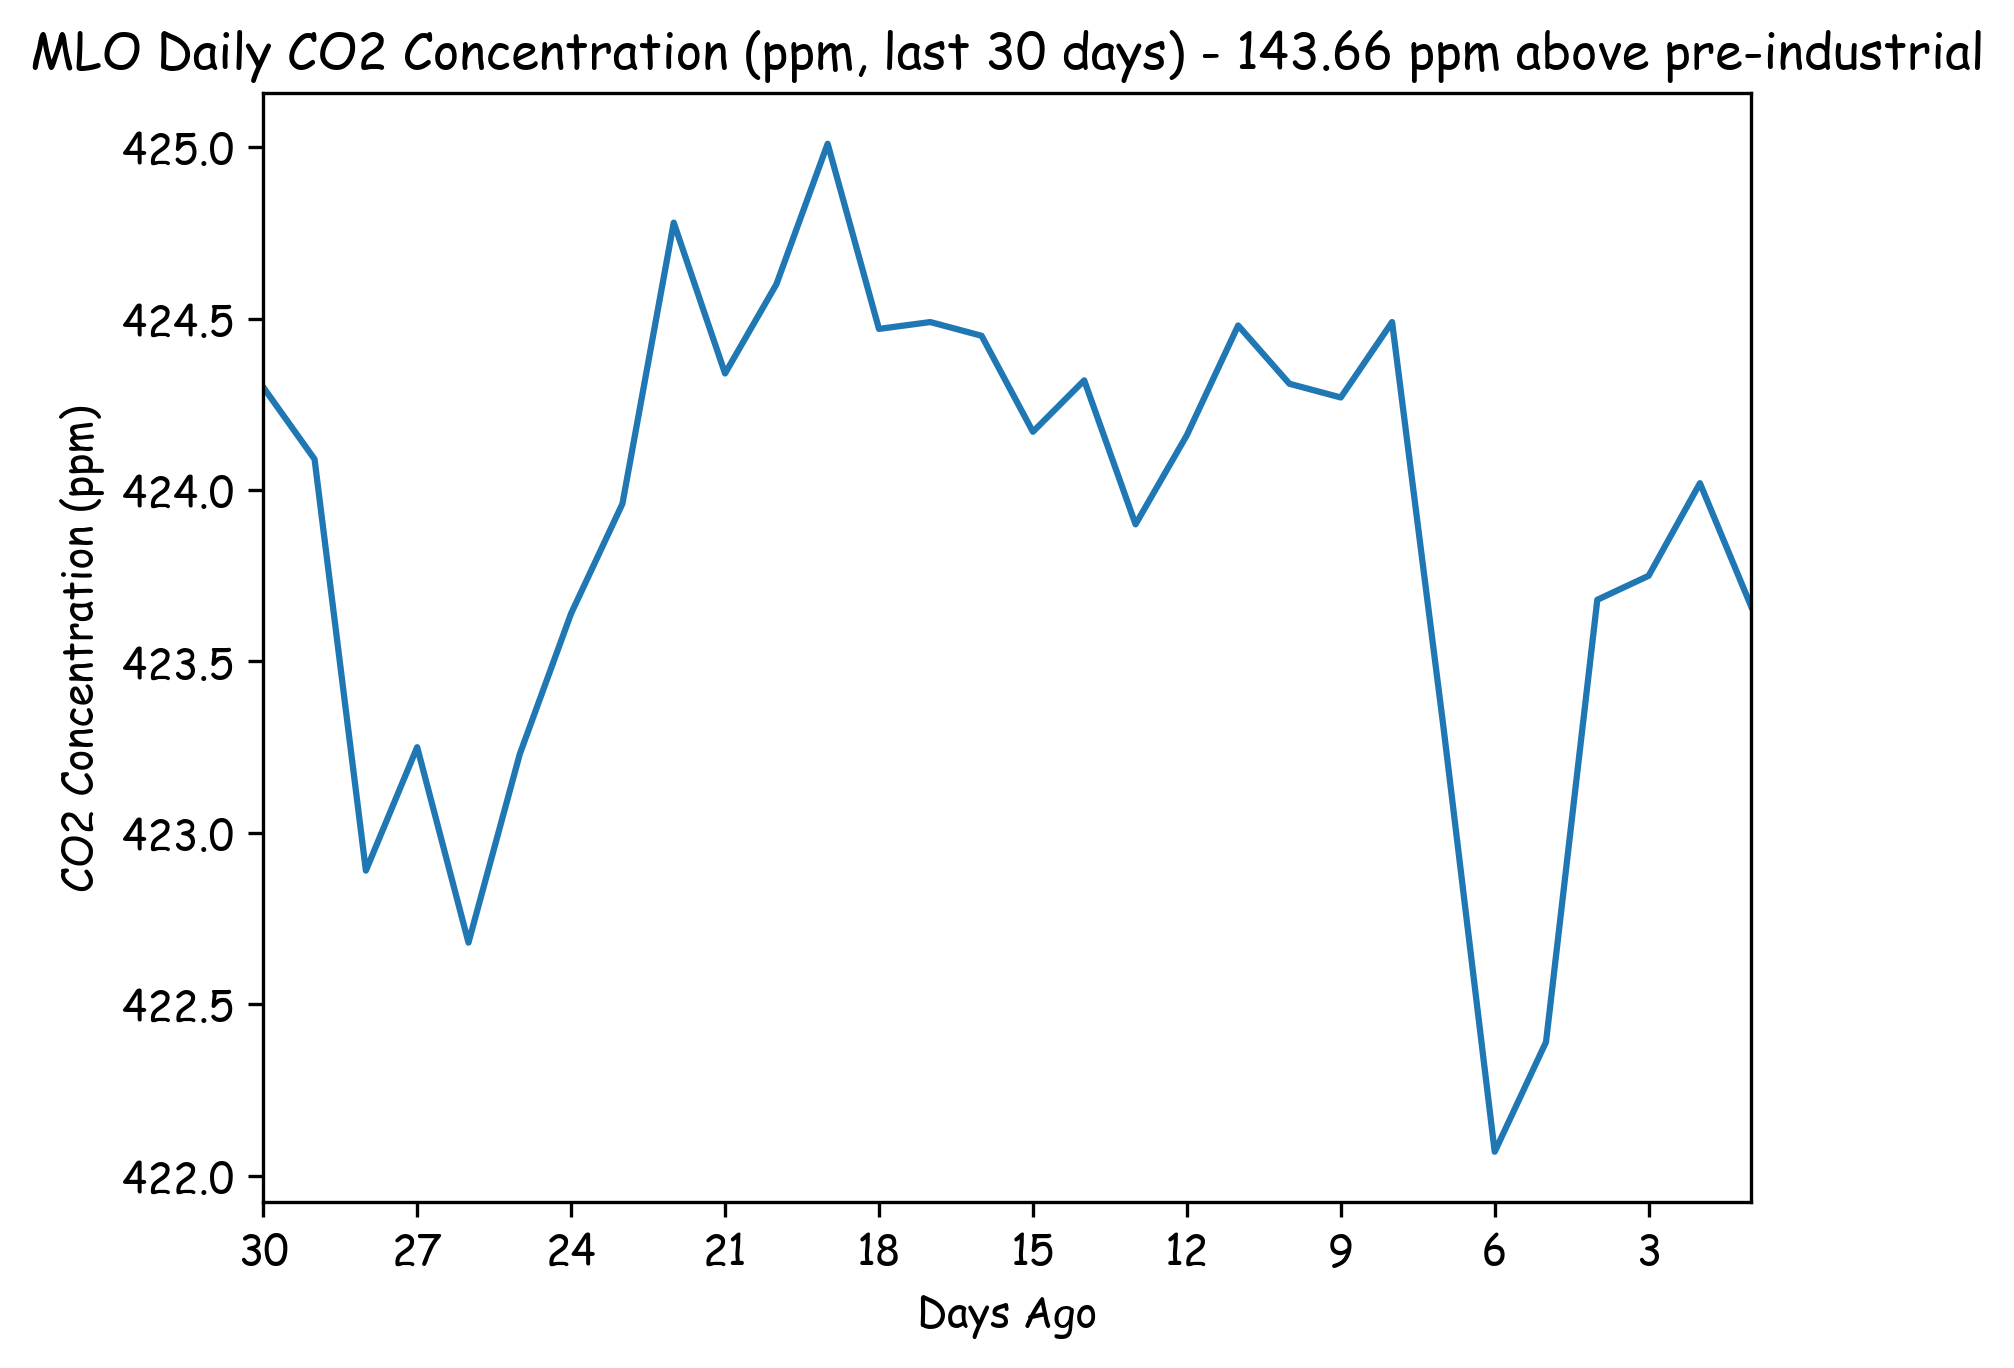 MLO Daily CO2 Concentration (ppm, last 30 days) - 143.66 ppm above pre-industrial
CO2 Concentration (ppm)
425.0
424.5
424.0
423.5
423.0
422.5
422.0
30 27 24 21 18 15 12 9 6 3
Days Ago